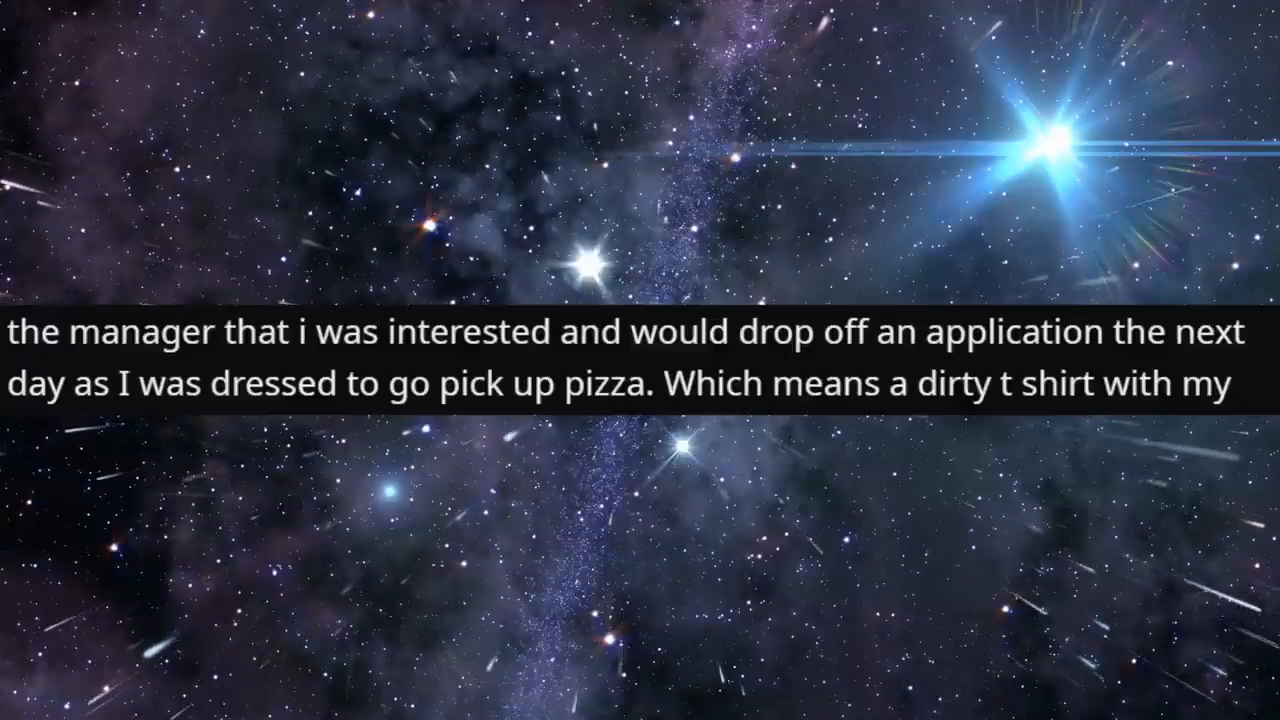 the manager that i was interested and would drop off an application the next
day as I was dressed to go pick up pizza. Which means a dirty t shirt with my